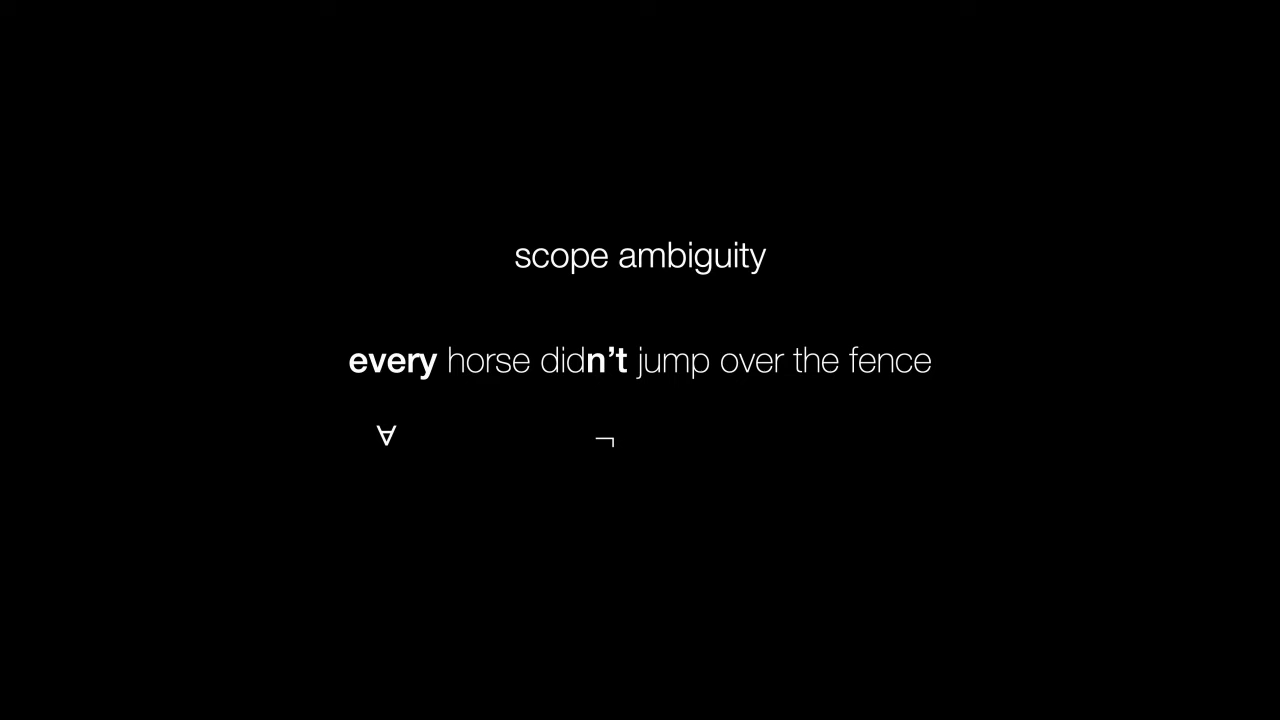 scope ambiguity
every horse didn’t jump over the fence
∀ ¬